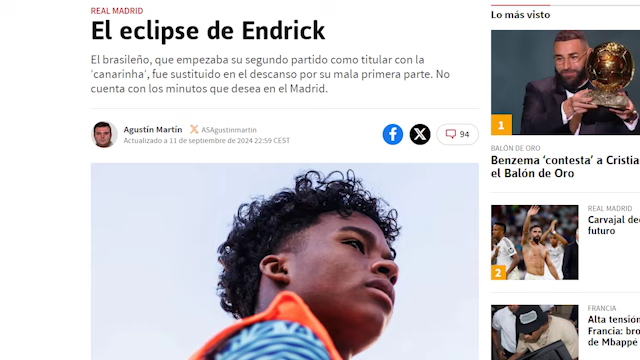 REAL MADRID
El eclipse de Endrick
El brasileño, que empezaba su segundo partido como titular con la
'canarinha', fue sustituido en el descanso por su mala primera parte. No
cuenta con los minutos que desea en el Madrid.
Agustín Martín ASAgustinmartin
Actualizado a 11 de septiembre de 2024 22:59 CEST
94
Lo más visto
1
BALÓN DE ORO
Benzema 'contesta' a Cristia
el Balón de Oro
2
REAL MADRID
Carvajal de
futuro
FRANCIA
Alta tensión
Francia: bro
de Mbappé